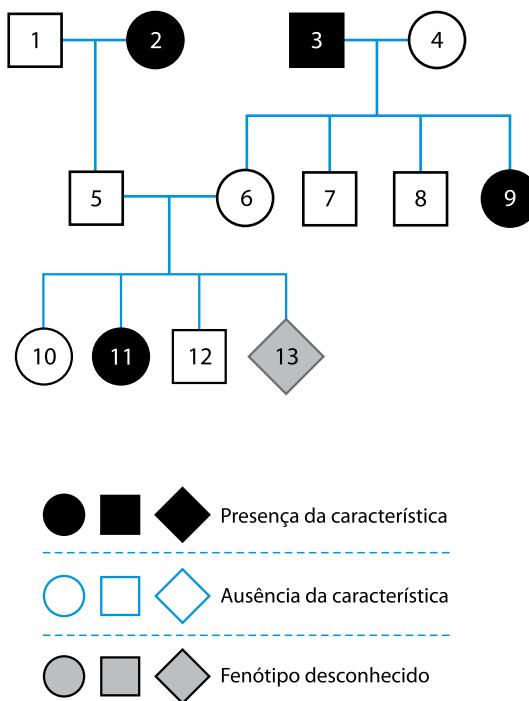 1 2 3 4
5 6 7 8 9
10 11 12 13
Presença da característica
Ausência da característica
Fenótipo desconhecido